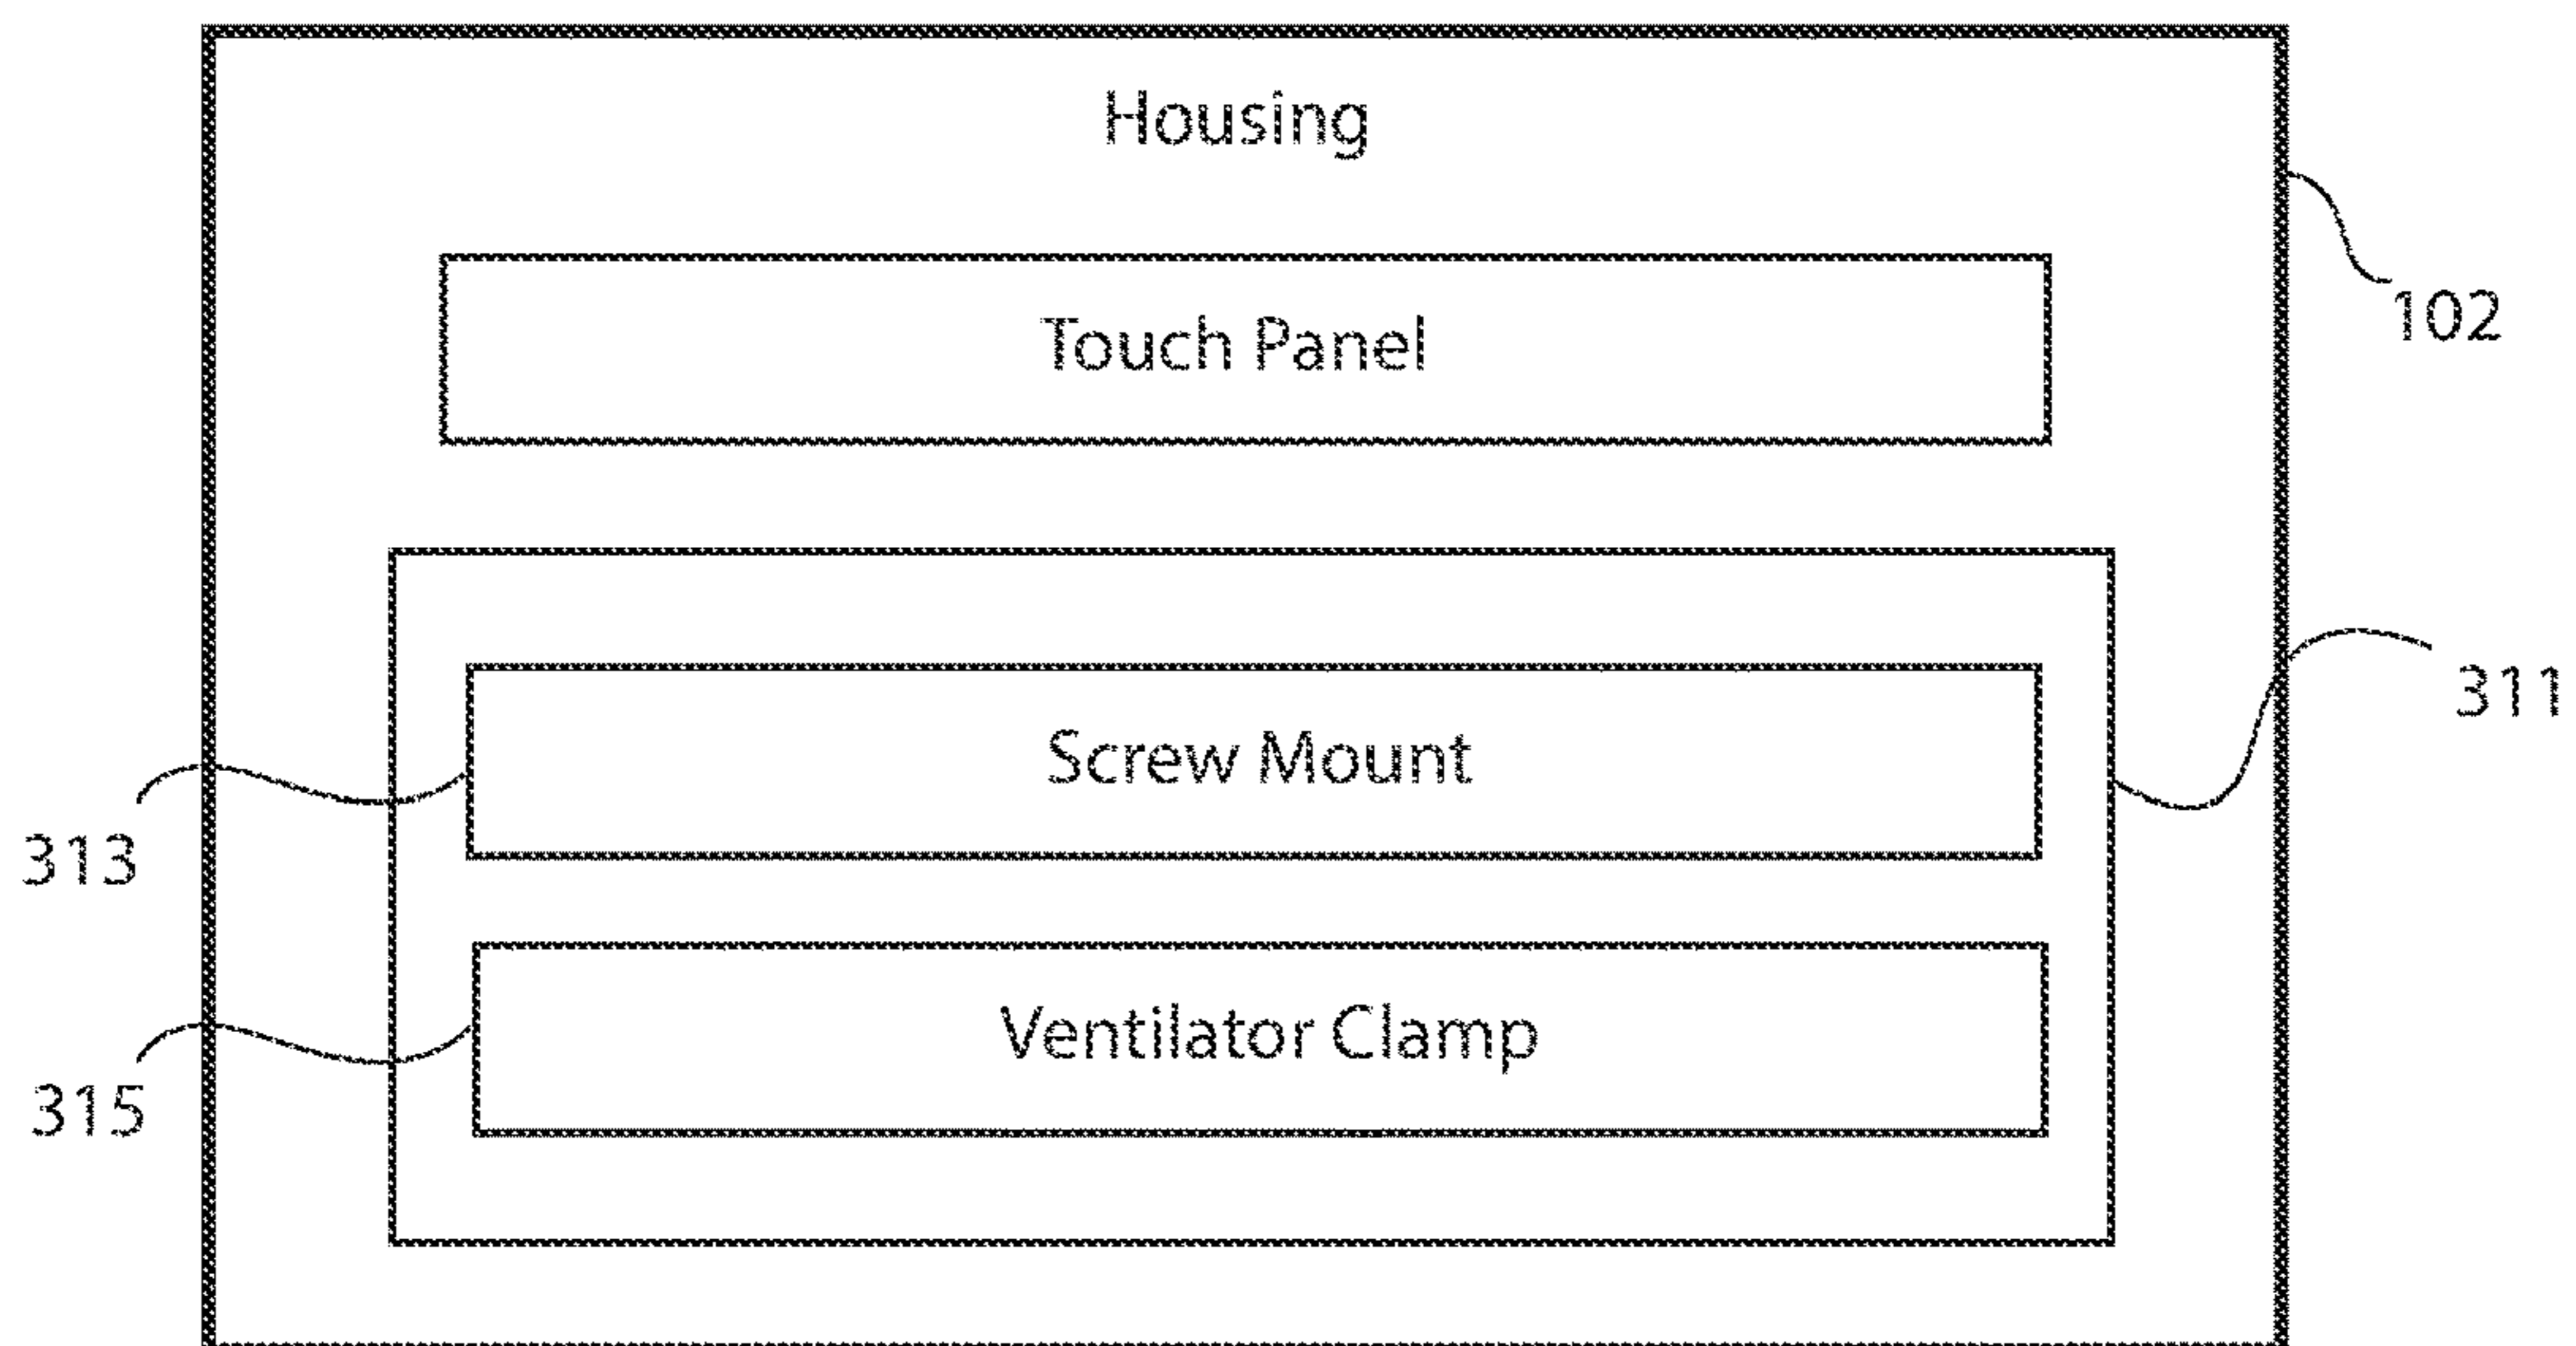 Housing
Touch Panel
102
311
Screw Mount
313
Ventilator Clamp
315